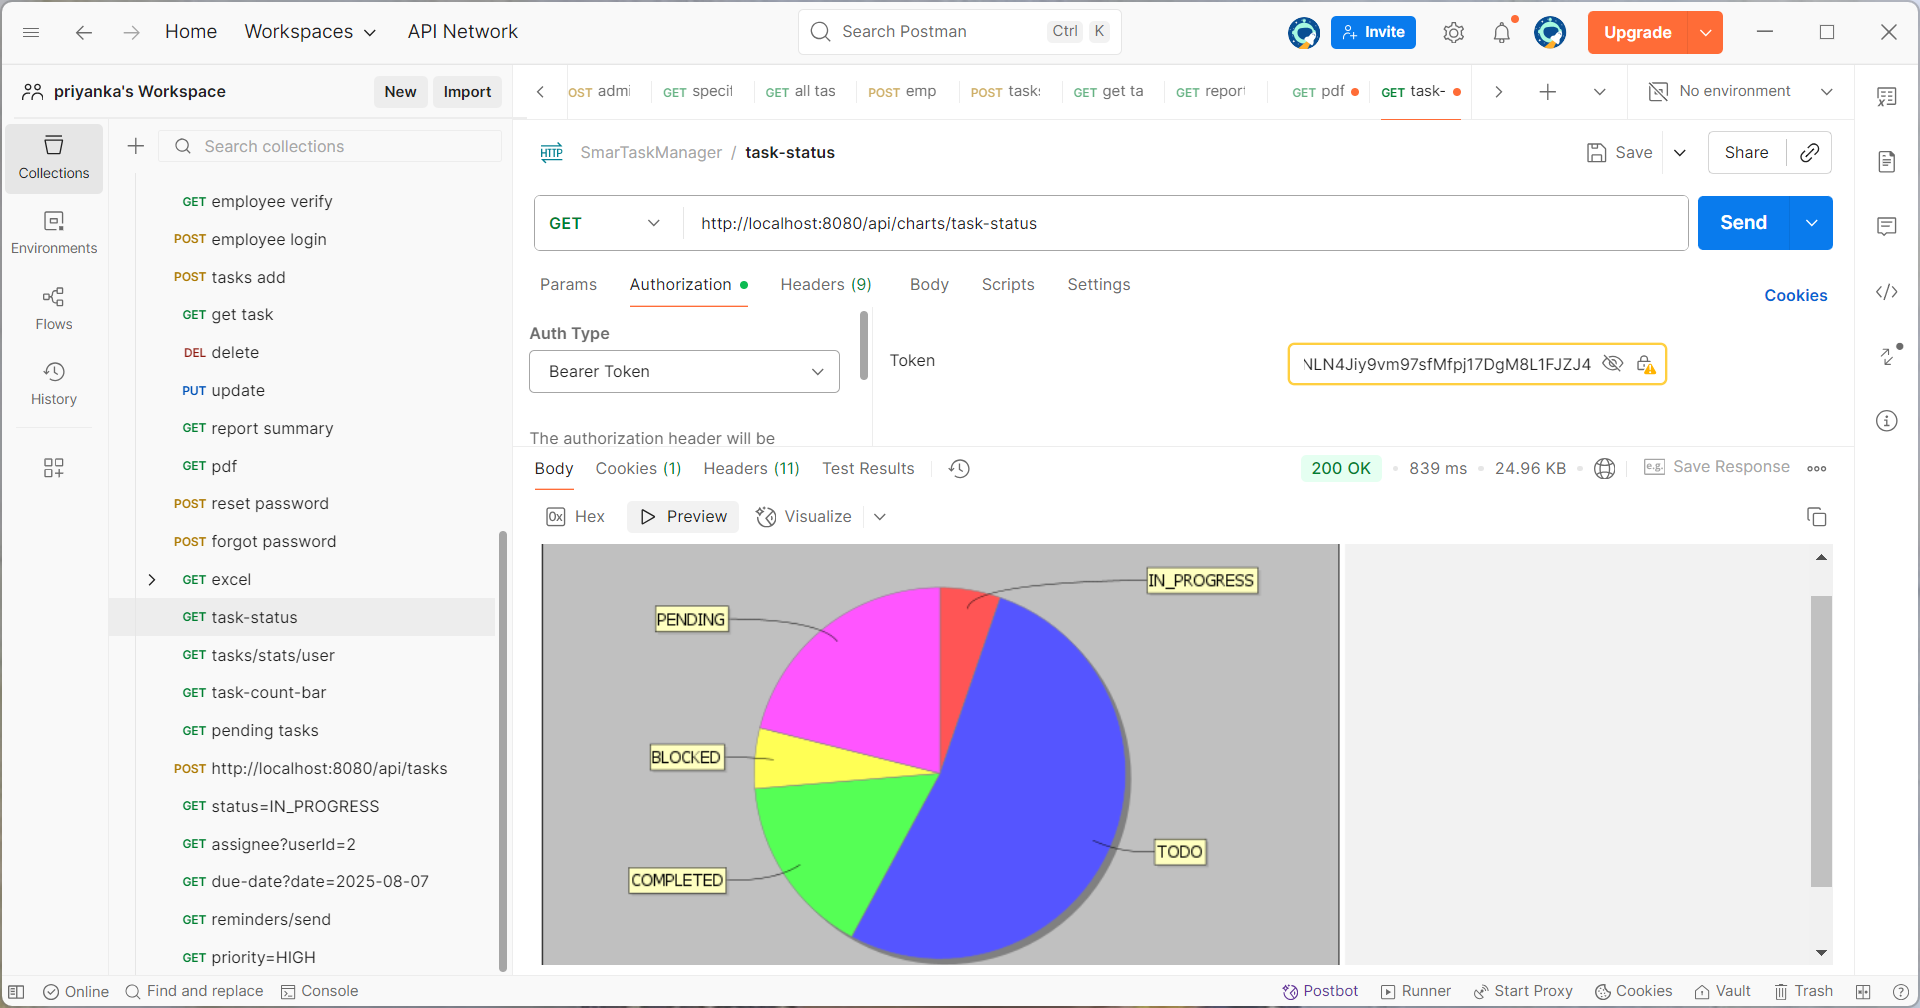 Home
Workspaces
API Network
Search Postman
Ctrl
K
Invite
Upgrade
priyanka's Workspace
New
Import
OST admi
GET specif
GET all tas
POST emp
POST tasks
GET get ta
GET report
GET pdf
GET task-
No environment
Collections
Environments
Flows
History
Search collections
GET employee verify
POST employee login
POST tasks add
GET get task
DEL delete
PUT update
GET report summary
GET pdf
POST reset password
POST forgot password
GET excel
GET task-status
GET tasks/stats/user
GET task-count-bar
GET pending tasks
POST http://localhost:8080/api/tasks
GET status=IN_PROGRESS
GET assignee?userId=2
GET due-date?date=2025-08-07
GET reminders/send
GET priority=HIGH
HTTP
SmarTaskManager / task-status
Save
Share
GET
http://localhost:8080/api/charts/task-status
Send
Params
Authorization
Headers (9)
Body
Scripts
Settings
Cookies
Auth Type
Bearer Token
Token
NLN4Jiy9vm97sfMfpj17DgM8L1FJZJ4
The authorization header will be
Body
Cookies (1)
Headers (11)
Test Results
200 OK
839 ms
24.96 KB
e.g.
Save Response
0x
Hex
Preview
Visualize
IN_PROGRESS
PENDING
BLOCKED
TODO
COMPLETED
Online
Find and replace
Console
Postbot
Runner
Start Proxy
Cookies
Vault
Trash